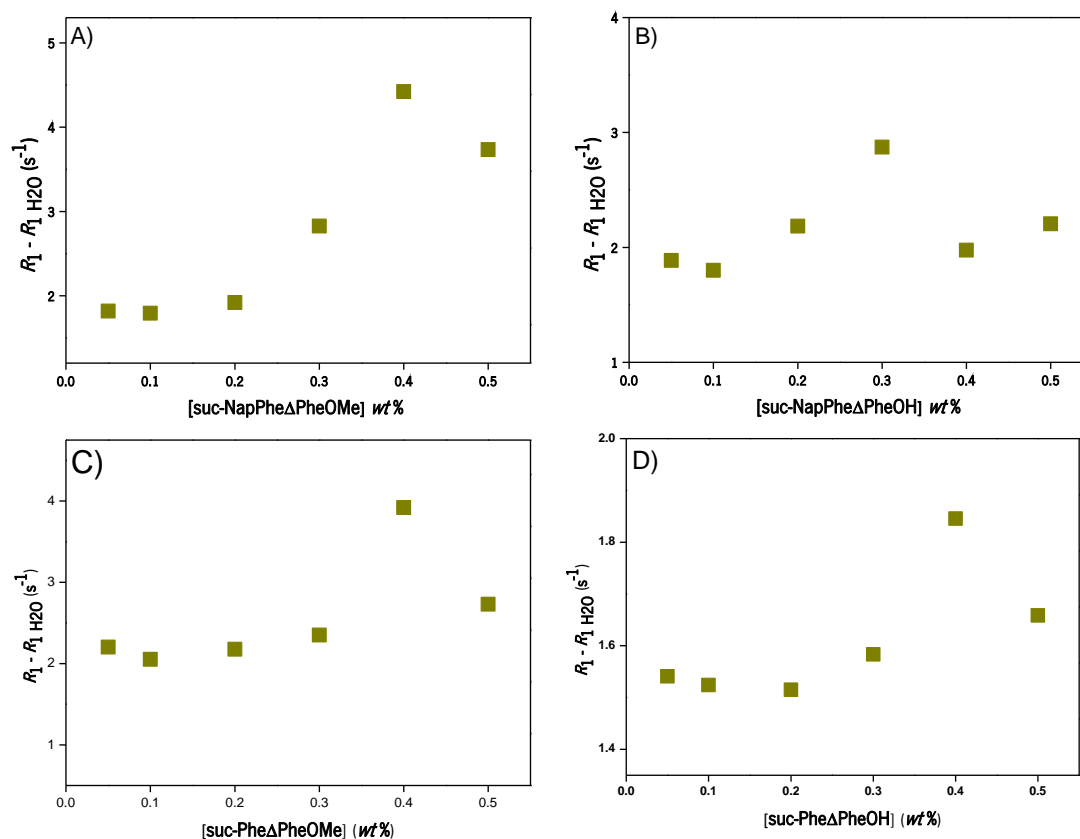 A)
5
4
3
2
R1 - R1 H2O (s-1)
0.0 0.1 0.2 0.3 0.4 0.5
[suc-NapPheΔPheOMe] wt%
B)
4
3
2
1
R1 - R1 H2O (s-1)
0.0 0.1 0.2 0.3 0.4 0.5
[suc-NapPheΔPheOH] wt%
C)
4
3
2
1
R1 - R1 H2O (s-1)
0.0 0.1 0.2 0.3 0.4 0.5
[suc-PheΔPheOMe] (wt%)
D)
2.0
1.8
1.6
1.4
R1 - R1 H2O (s-1)
0.0 0.1 0.2 0.3 0.4 0.5
[suc-PheΔPheOH] (wt%)